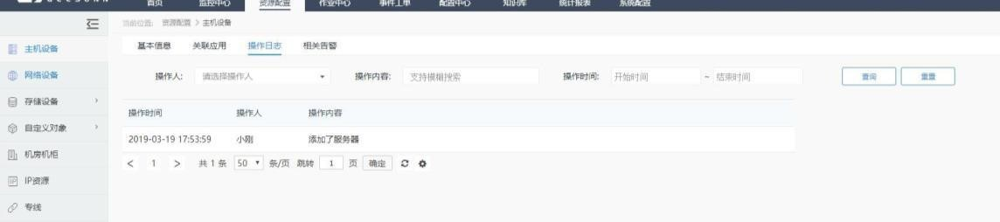 首页 监控中心 资源配置 作业中心 事件工单 配置中心 知识库 统计报表 系统配置
当前位置: 资源配置 > 主机设备
主机设备
网络设备
存储设备
自定义对象
机房机柜
IP资源
专线
基本信息 关联应用 操作日志 相关告警
操作人: 请选择操作人 操作内容: 支持模糊搜索 操作时间: 开始时间 ~ 结束时间 查询 重置
操作时间 操作人 操作内容
2019-03-19 17:53:59 小刚 添加了服务器
< 1 > 共 1 条 50 条/页 跳转 1 页 确定